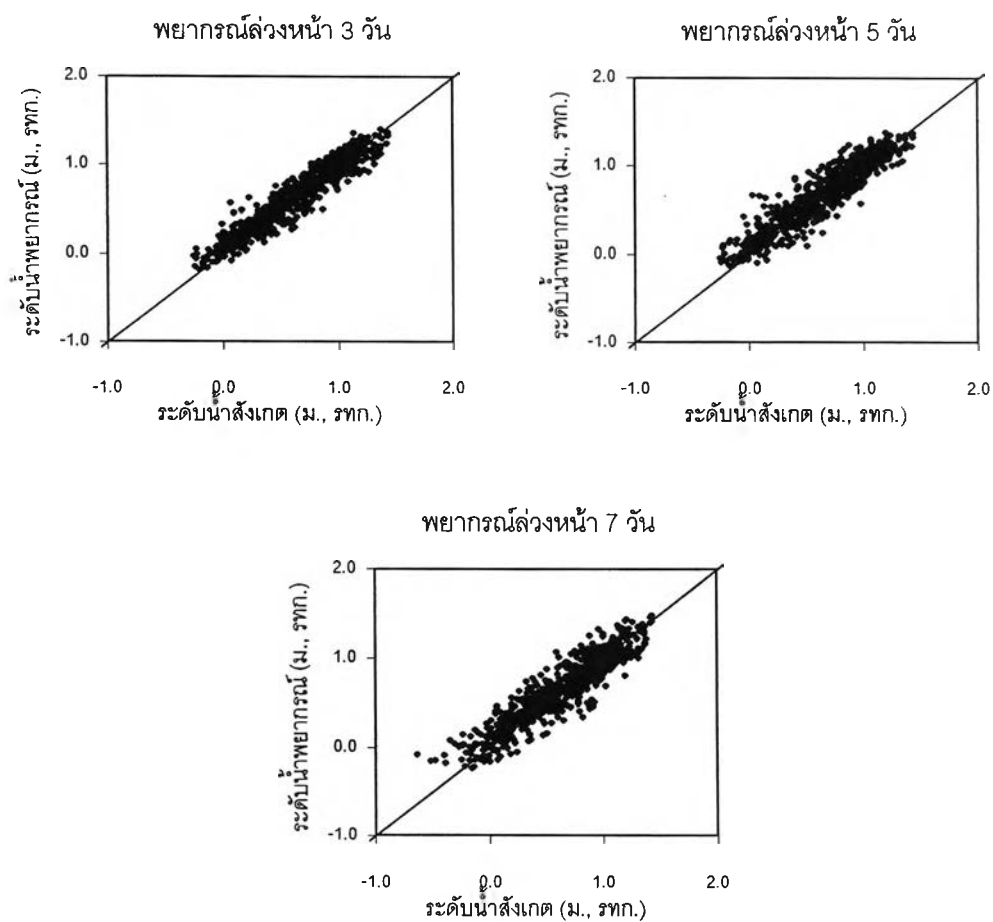 พยากรณ์ล่วงหน้า 3 วัน
ระดับน้ำพยากรณ์ (ม., รทก.)
2.0
1.0
0.0
-1.0
-1.0 0.0 1.0 2.0
ระดับน้ำสังเกต (ม., รทก.)
พยากรณ์ล่วงหน้า 5 วัน
ระดับน้ำพยากรณ์ (ม., รทก.)
2.0
1.0
0.0
-1.0
-1.0 0.0 1.0 2.0
ระดับน้ำสังเกต (ม., รทก.)
พยากรณ์ล่วงหน้า 7 วัน
ระดับน้ำพยากรณ์ (ม., รทก.)
2.0
1.0
0.0
-1.0
-1.0 0.0 1.0 2.0
ระดับน้ำสังเกต (ม., รทก.)